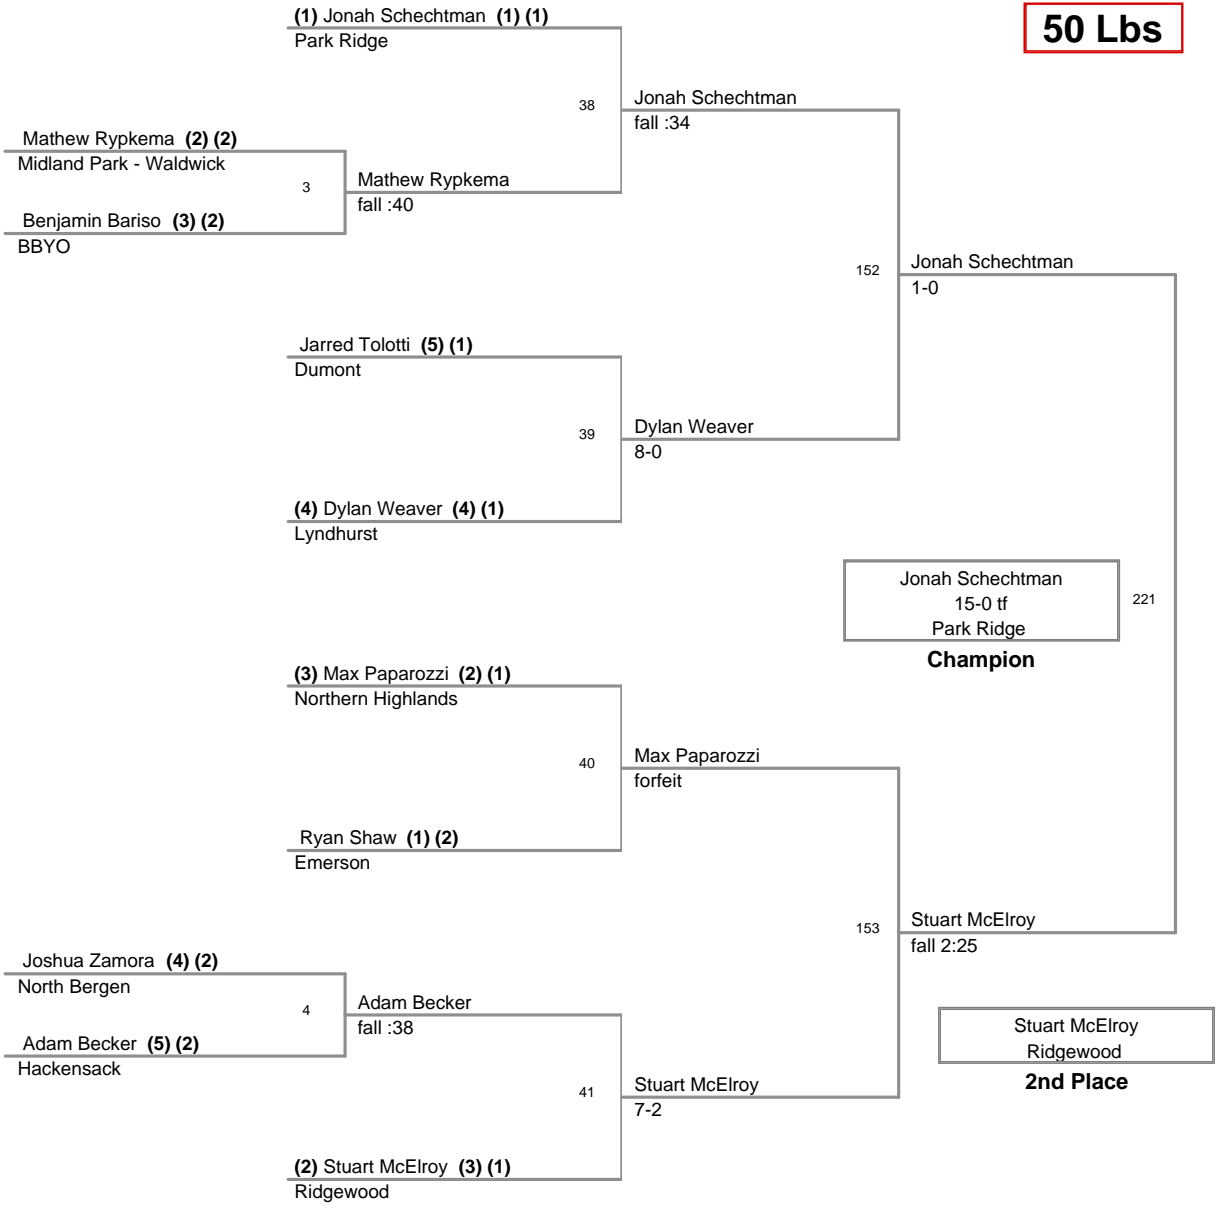 50 Lbs
(1) Jonah Schechtman (1) (1)
Park Ridge
38
Jonah Schechtman
fall :34
Mathew Rypkema (2) (2)
Midland Park - Waldwick
3
Mathew Rypkema
fall :40
Benjamin Bariso (3) (2)
BBYO
152
Jonah Schechtman
1-0
Jarred Tolotti (5) (1)
Dumont
39
Dylan Weaver
8-0
(4) Dylan Weaver (4) (1)
Lyndhurst
Jonah Schechtman
15-0 tf
Park Ridge
221
Champion
(3) Max Paparozzi (2) (1)
Northern Highlands
40
Max Paparozzi
forfeit
Ryan Shaw (1) (2)
Emerson
153
Stuart McElroy
fall 2:25
Joshua Zamora (4) (2)
North Bergen
4
Adam Becker
fall :38
Adam Becker (5) (2)
Hackensack
Stuart McElroy
Ridgewood
2nd Place
41
Stuart McElroy
7-2
(2) Stuart McElroy (3) (1)
Ridgewood